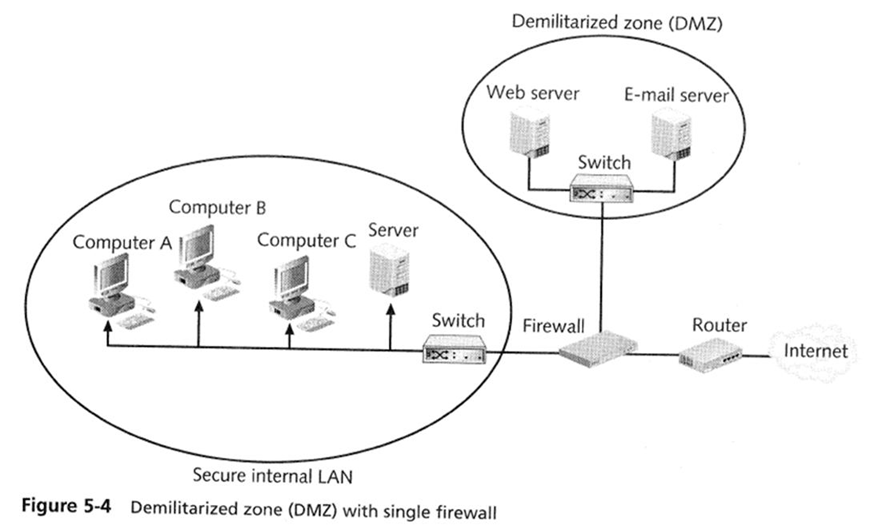 Demilitarized zone (DMZ)
Web server
E-mail server
Switch
Computer B
Computer A
Computer C
Server
Switch
Firewall
Router
Internet
Secure internal LAN
Figure 5-4 Demilitarized zone (DMZ) with single firewall